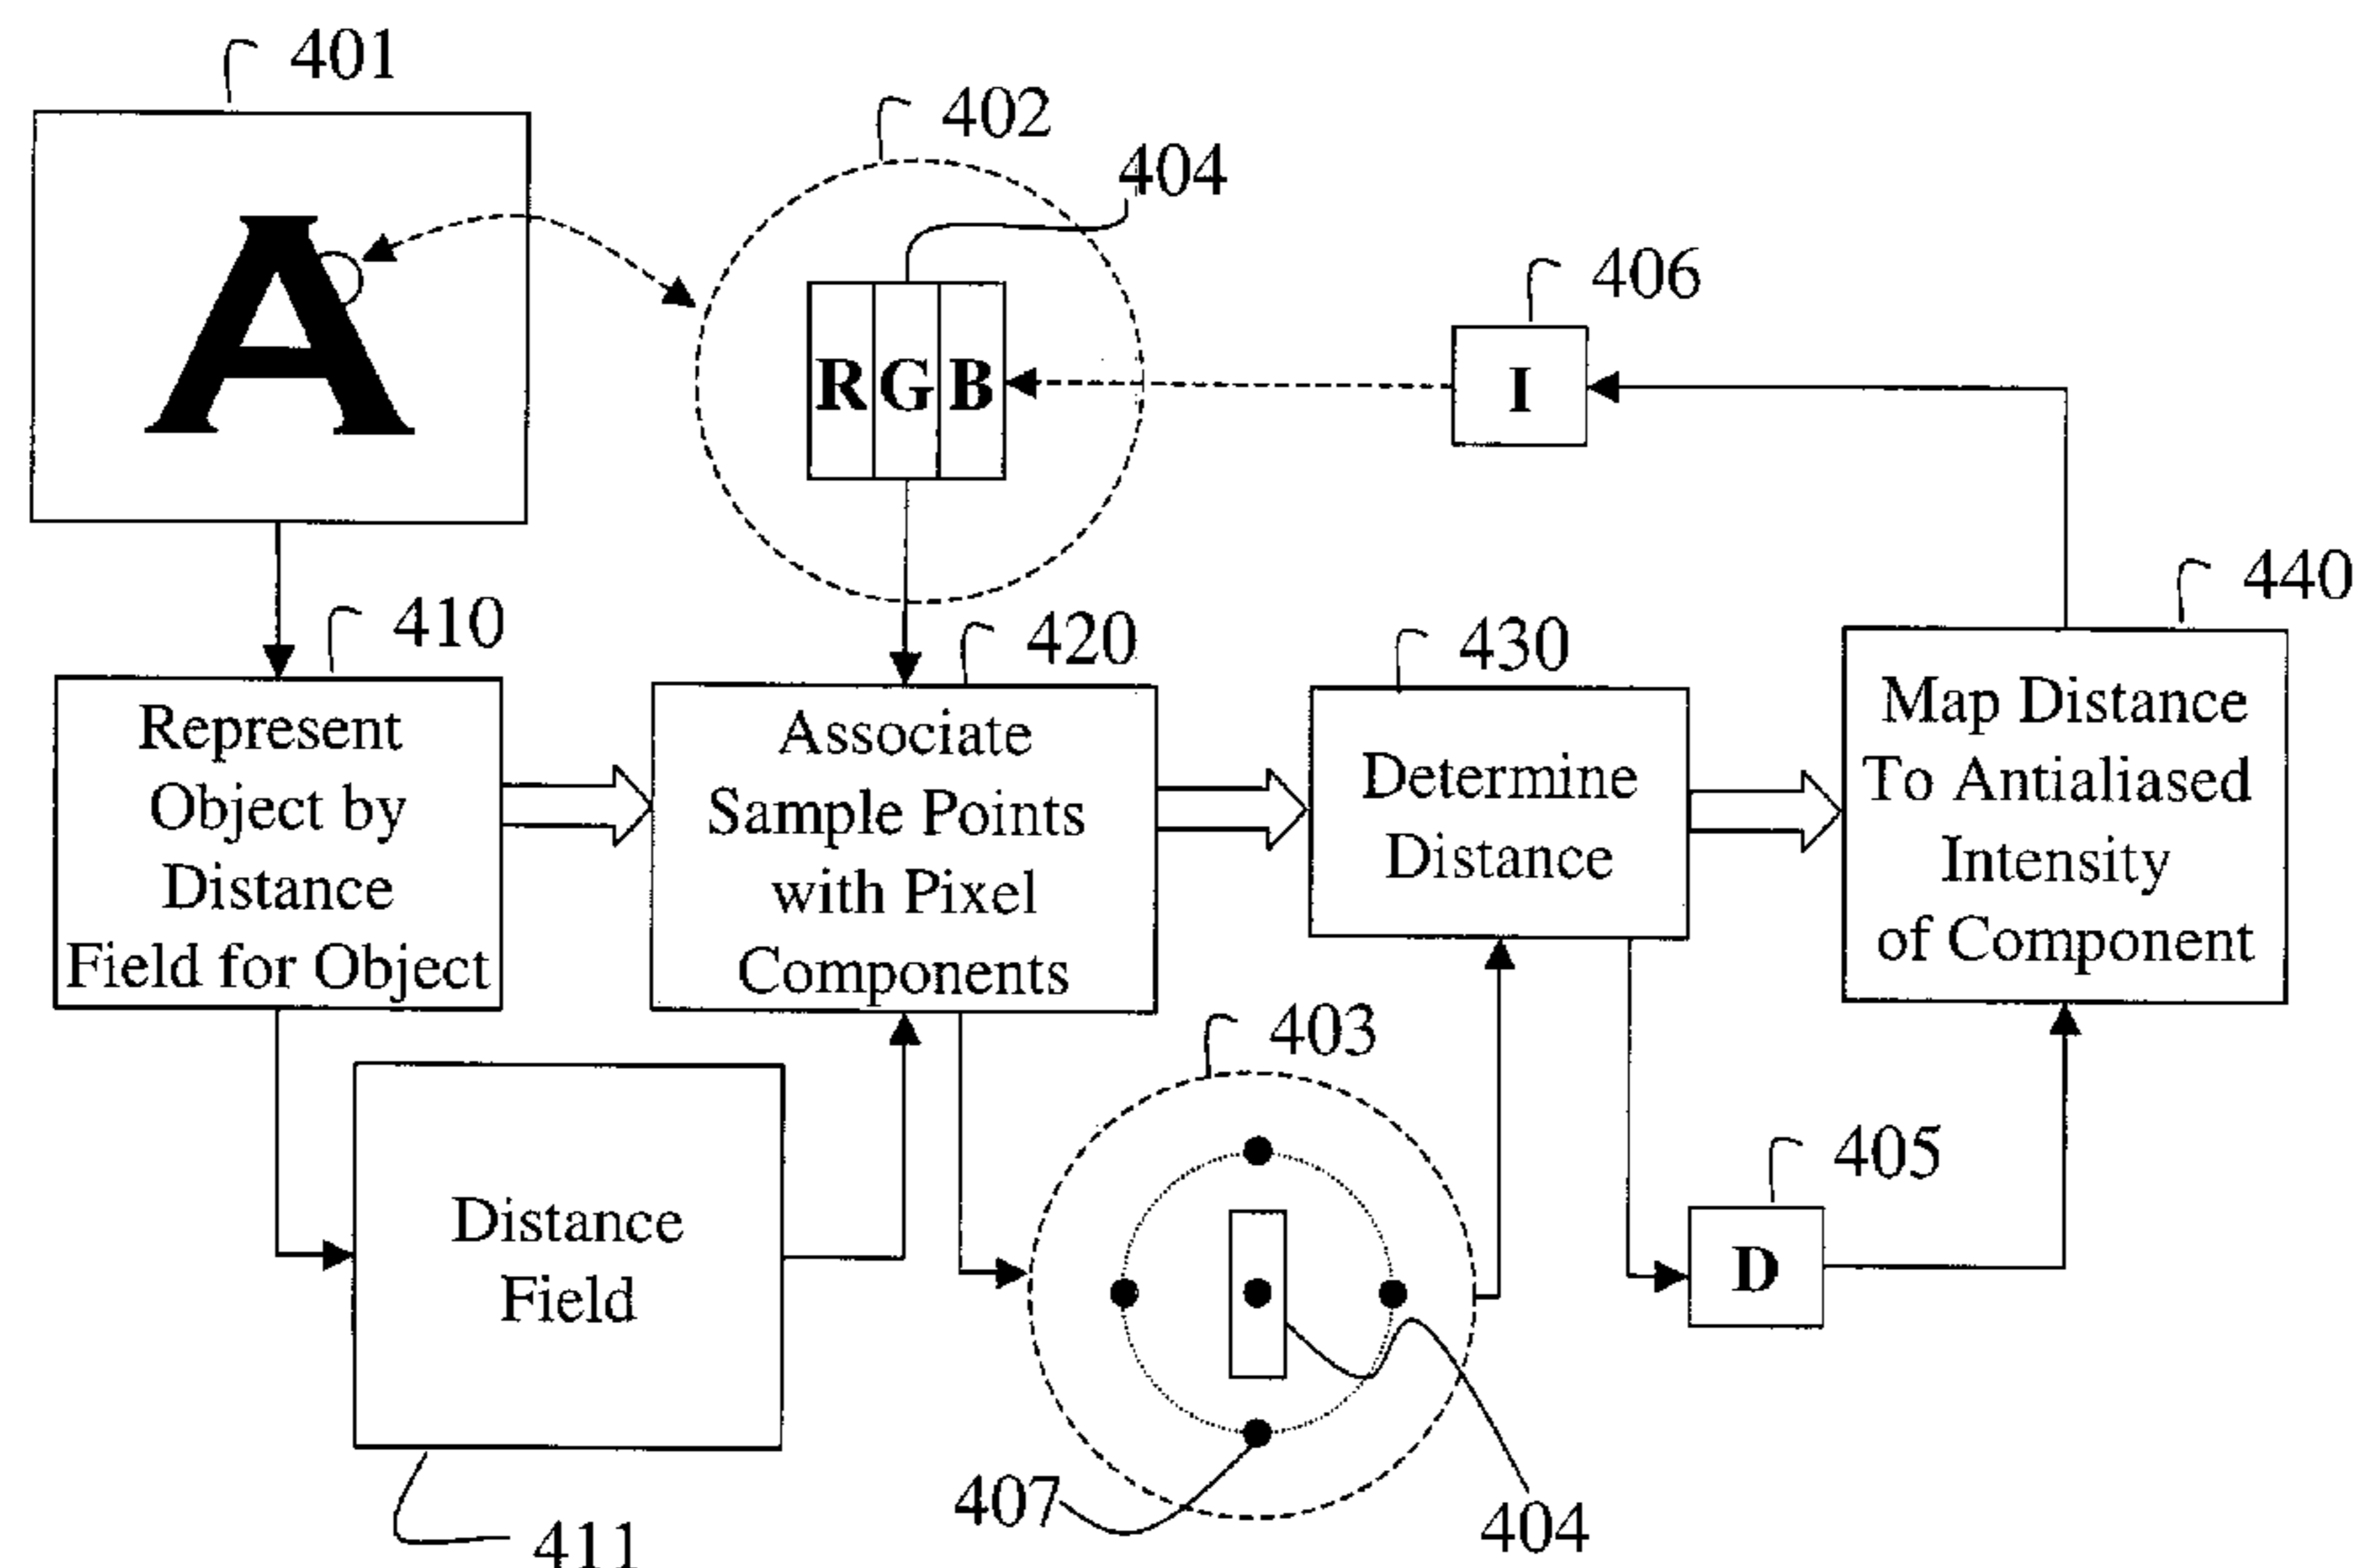 401
402
404
A
R G B
406
I
410
420
430
440
Represent
Object by
Distance
Field for Object
Associate
Sample Points
with Pixel
Components
Determine
Distance
Map Distance
To Antialiased
Intensity
of Component
403
405
Distance
Field
D
407
404
411